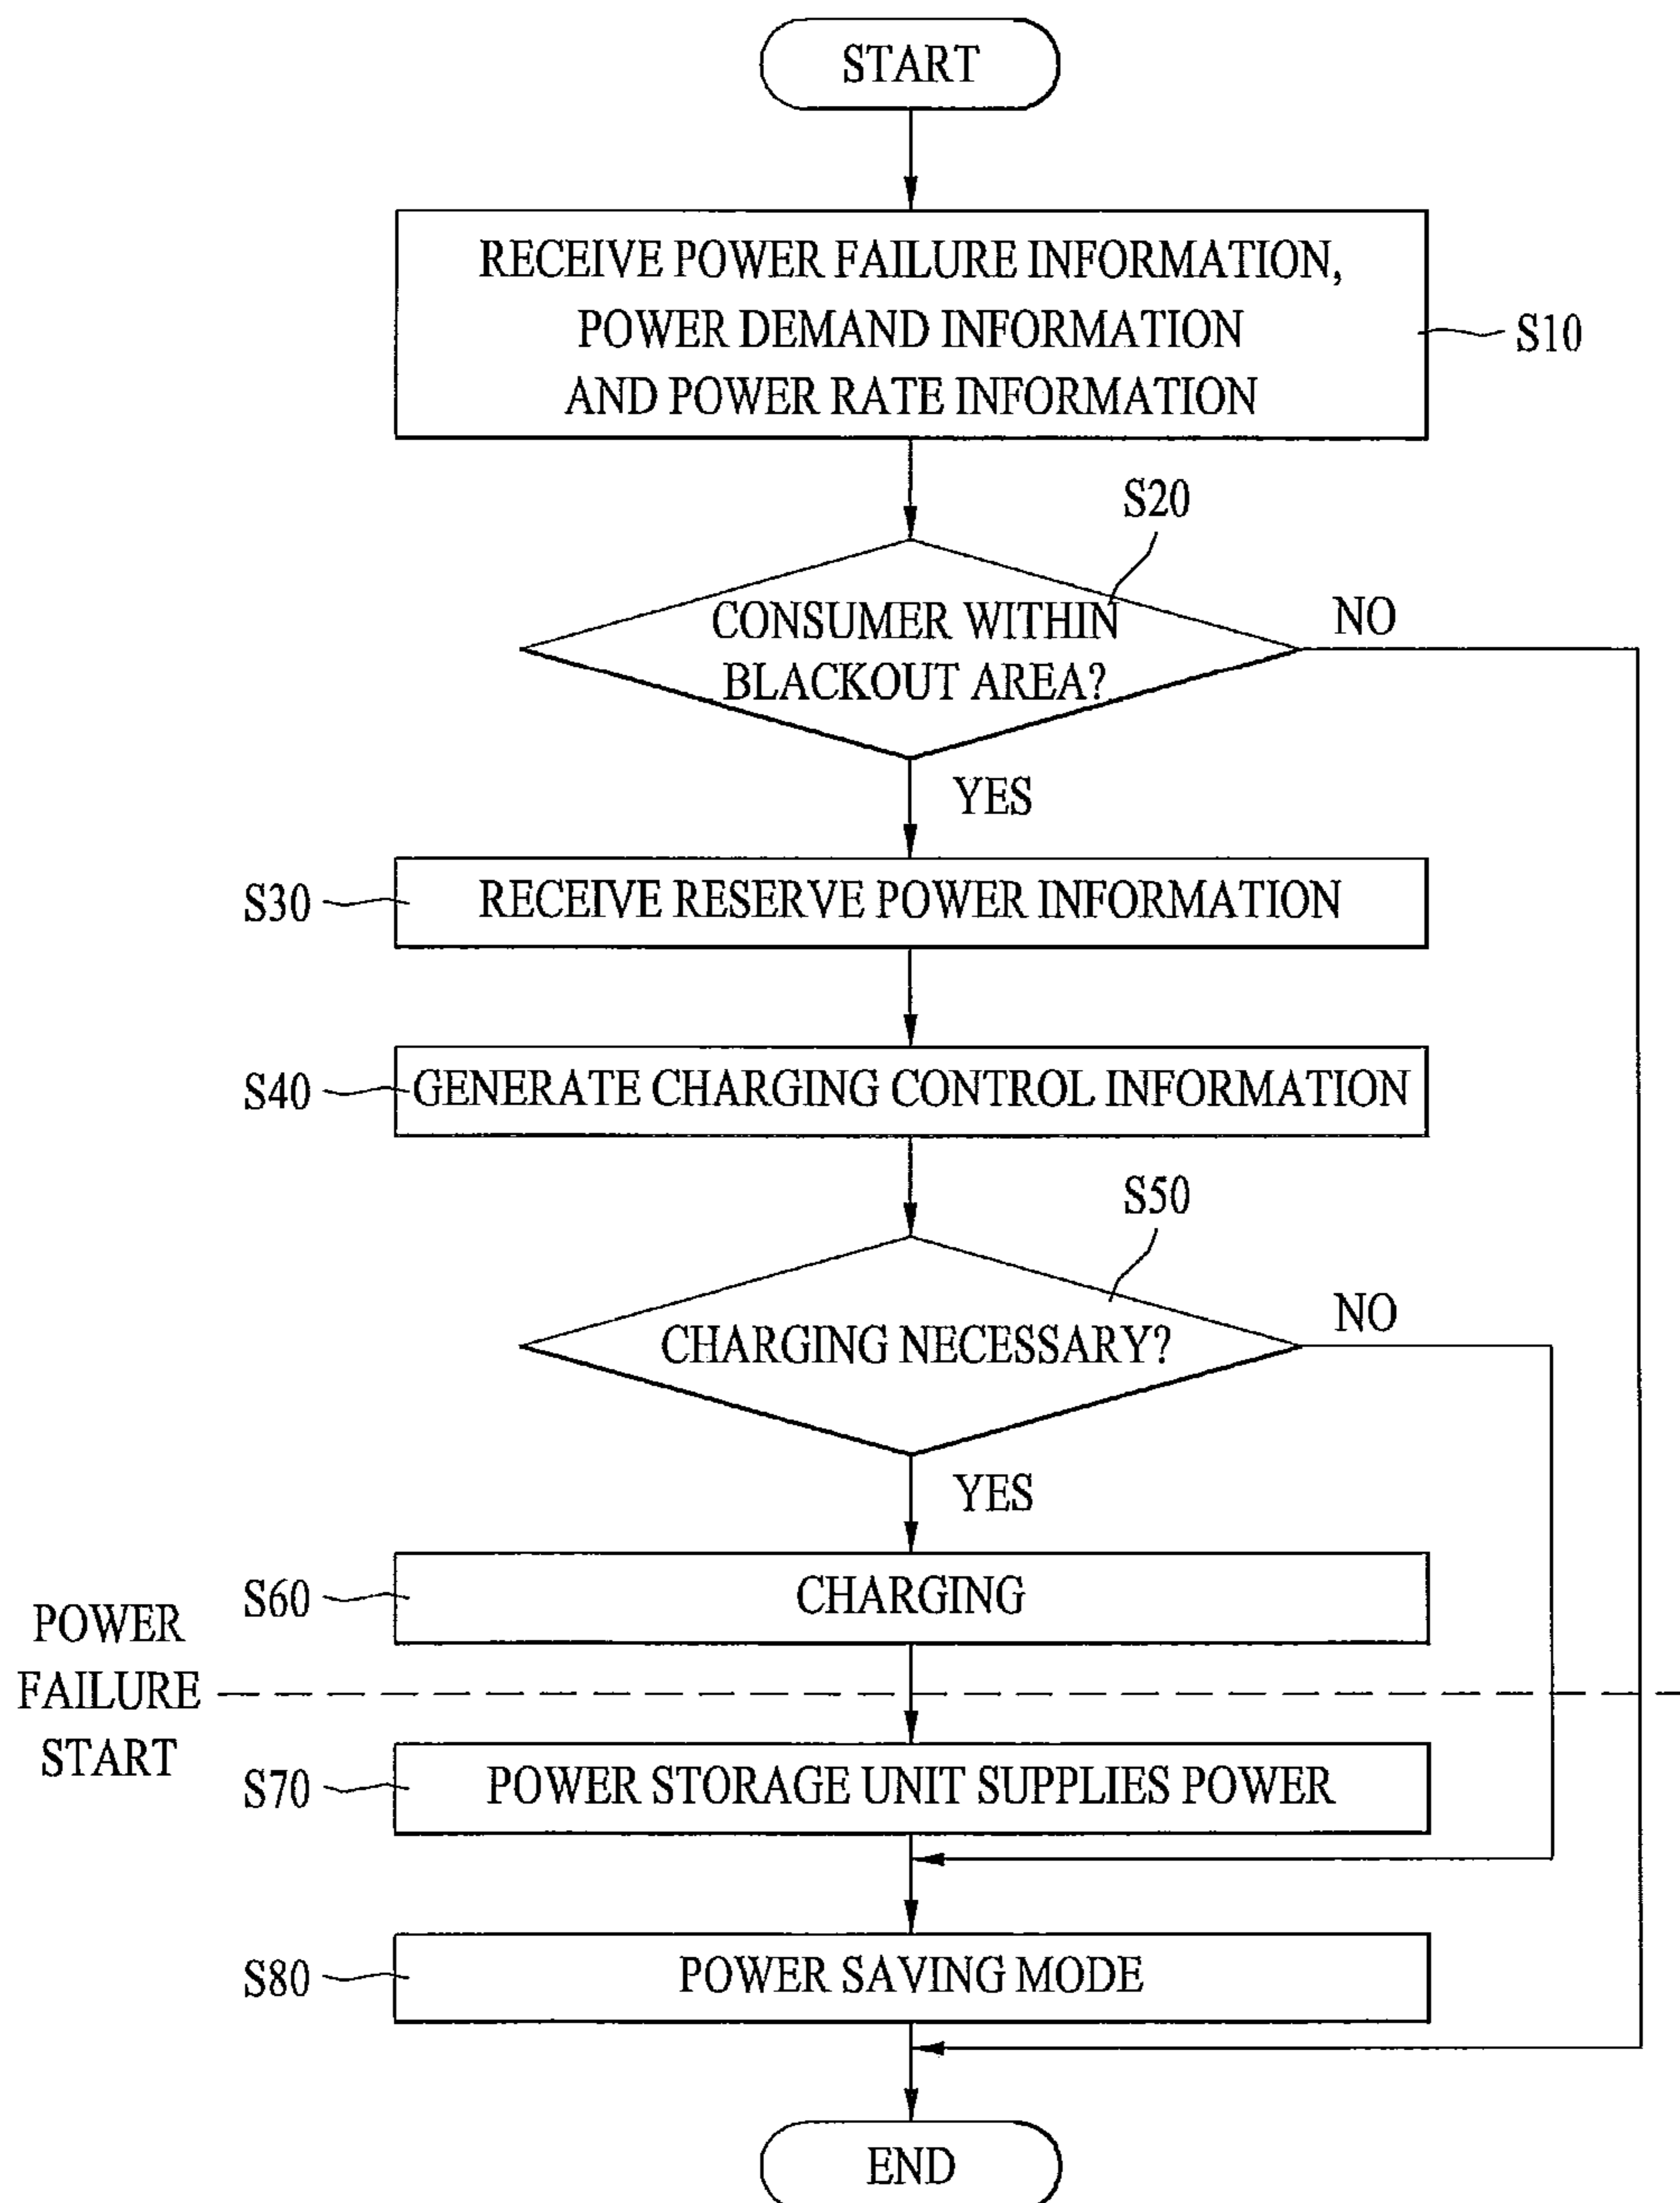 START
RECEIVE POWER FAILURE INFORMATION,
POWER DEMAND INFORMATION
AND POWER RATE INFORMATION
S10
S20
CONSUMER WITHIN
BLACKOUT AREA?
NO
YES
S30
RECEIVE RESERVE POWER INFORMATION
S40
GENERATE CHARGING CONTROL INFORMATION
S50
CHARGING NECESSARY?
NO
YES
S60
CHARGING
POWER
FAILURE
START
S70
POWER STORAGE UNIT SUPPLIES POWER
S80
POWER SAVING MODE
END